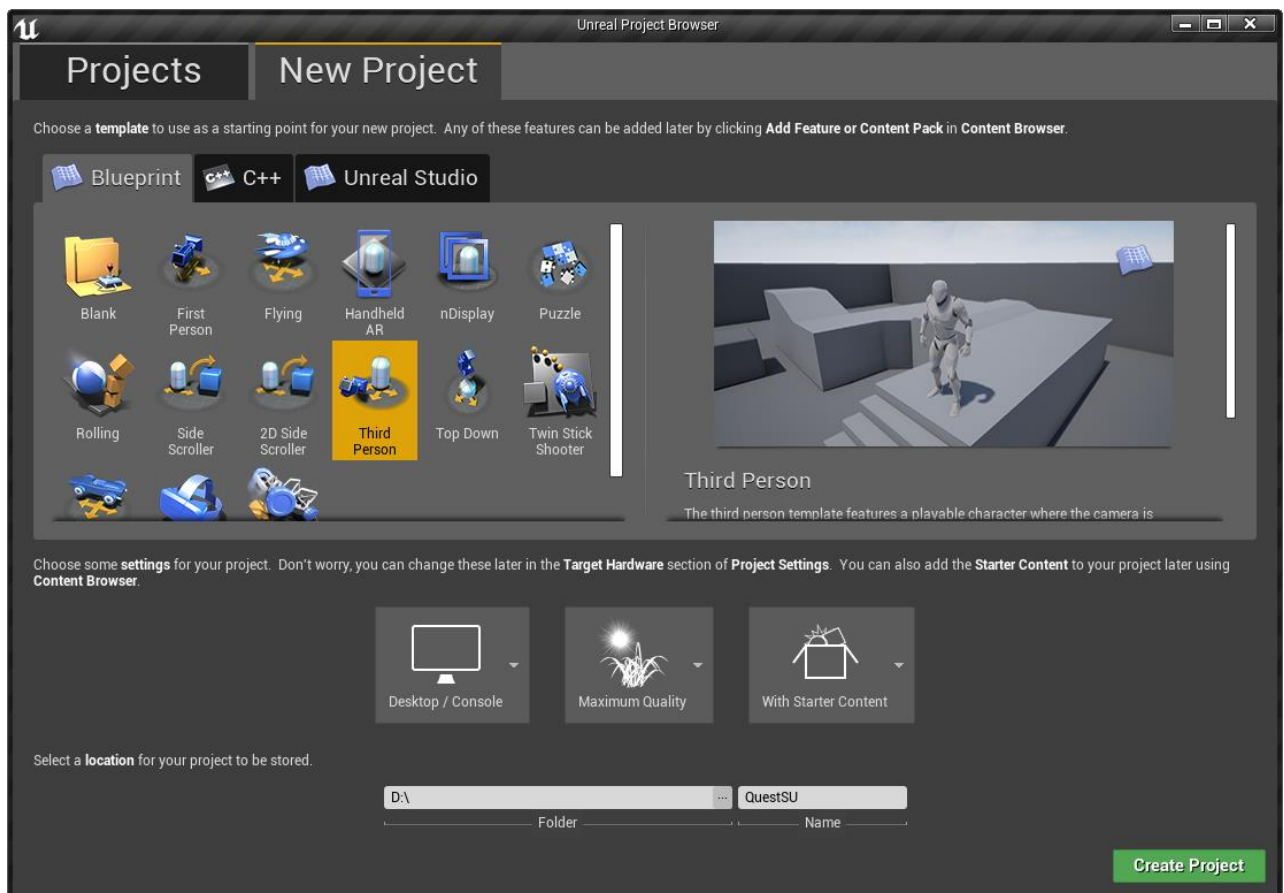 Unreal Project Browser
Projects
New Project
Choose a template to use as a starting point for your new project. Any of these features can be added later by clicking Add Feature or Content Pack in Content Browser.
Blueprint
C++
C++
Unreal Studio
Blank
First
Person
Flying
Handheld
AR
nDisplay
Puzzle
Rolling
Side
Scroller
2D Side
Scroller
Third
Person
Top Down
Twin Stick
Shooter
Third Person
The third person template features a playable character where the camera is
Choose some settings for your project. Don't worry, you can change these later in the Target Hardware section of Project Settings. You can also add the Starter Content to your project later using
Content Browser.
Desktop / Console
Maximum Quality
With Starter Content
Select a location for your project to be stored.
D:\
...
QuestSU
Folder
Name
Create Project